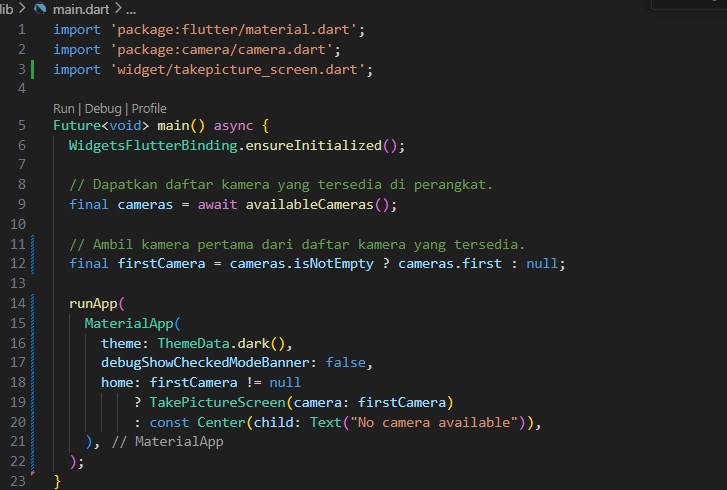 lib > main.dart > ...
1 import 'package:flutter/material.dart';
2 import 'package:camera/camera.dart';
3 import 'widget/takepicture_screen.dart';
4
Run | Debug | Profile
5 Future<void> main() async {
6   WidgetsFlutterBinding.ensureInitialized();
7
8   // Dapatkan daftar kamera yang tersedia di perangkat.
9   final cameras = await availableCameras();
10
11   // Ambil kamera pertama dari daftar kamera yang tersedia.
12   final firstCamera = cameras.isNotEmpty ? cameras.first : null;
13
14   runApp(
15     MaterialApp(
16       theme: ThemeData.dark(),
17       debugShowCheckedModeBanner: false,
18       home: firstCamera != null
19           ? TakePictureScreen(camera: firstCamera)
20           : const Center(child: Text("No camera available")),
21     ), // MaterialApp
22   );
23 }